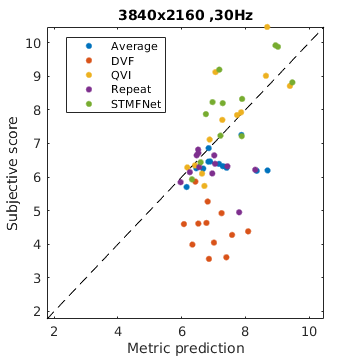 3840x2160 ,30Hz
Average
DVF
QVI
Repeat
STMFNet
10
9
8
7
6
5
4
3
2
2 4 6 8 10
Subjective score
Metric prediction